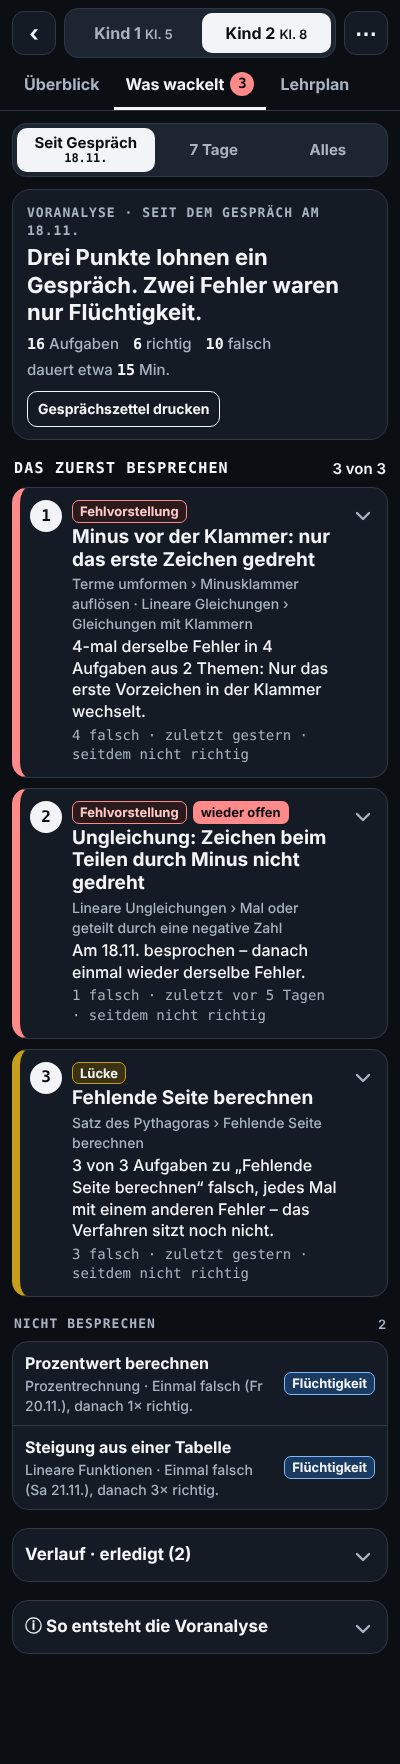 ‹
Kind 1 Kl. 5
Kind 2 Kl. 8
⋯
Überblick
Was wackelt 3
Lehrplan
Seit Gespräch
18.11.
7 Tage
Alles
VORANALYSE · SEIT DEM GESPRÄCH AM
18.11.
Drei Punkte lohnen ein
Gespräch. Zwei Fehler waren
nur Flüchtigkeit.
16 Aufgaben 6 richtig 10 falsch
dauert etwa 15 Min.
Gesprächszettel drucken
DAS ZUERST BESPRECHEN
3 von 3
1
Fehlvorstellung
Minus vor der Klammer: nur
das erste Zeichen gedreht
Terme umformen › Minusklammer
auflösen · Lineare Gleichungen ›
Gleichungen mit Klammern
4-mal derselbe Fehler in 4
Aufgaben aus 2 Themen: Nur das
erste Vorzeichen in der Klammer
wechselt.
4 falsch · zuletzt gestern ·
seitdem nicht richtig
2
Fehlvorstellung wieder offen
Ungleichung: Zeichen beim
Teilen durch Minus nicht
gedreht
Lineare Ungleichungen › Mal oder
geteilt durch eine negative Zahl
Am 18.11. besprochen – danach
einmal wieder derselbe Fehler.
1 falsch · zuletzt vor 5 Tagen
· seitdem nicht richtig
3
Lücke
Fehlende Seite berechnen
Satz des Pythagoras › Fehlende Seite
berechnen
3 von 3 Aufgaben zu „Fehlende
Seite berechnen“ falsch, jedes Mal
mit einem anderen Fehler – das
Verfahren sitzt noch nicht.
3 falsch · zuletzt gestern ·
seitdem nicht richtig
NICHT BESPRECHEN
2
Prozentwert berechnen
Prozentrechnung · Einmal falsch (Fr
20.11.), danach 1× richtig.
Flüchtigkeit
Steigung aus einer Tabelle
Lineare Funktionen · Einmal falsch
(Sa 21.11.), danach 3× richtig.
Flüchtigkeit
Verlauf · erledigt (2)
ⓘ So entsteht die Voranalyse